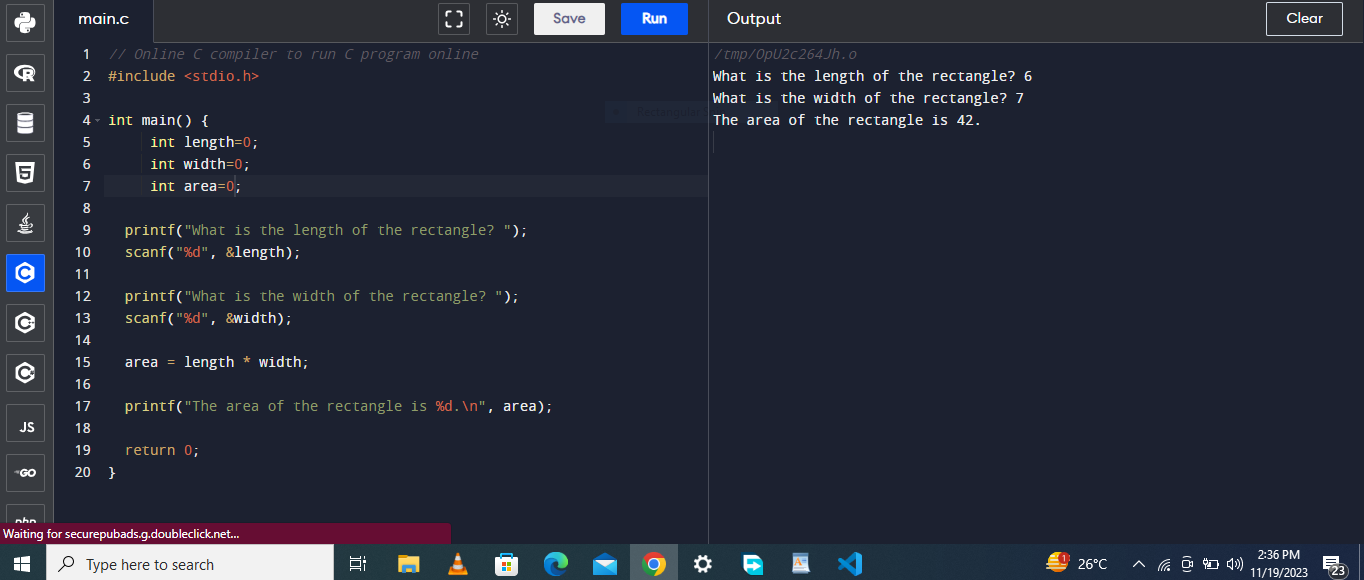 main.c
Save
Run
Output
Clear
1 // Online C compiler to run C program online
2 #include <stdio.h>
3
4 int main() {
5 int length=0;
6 int width=0;
7 int area=0;
8
9 printf("What is the length of the rectangle? ");
10 scanf("%d", &length);
11
12 printf("What is the width of the rectangle? ");
13 scanf("%d", &width);
14
15 area = length * width;
16
17 printf("The area of the rectangle is %d.\n", area);
18
19 return 0;
20 }
/tmp/OpU2c264Jh.o
What is the length of the rectangle? 6
What is the width of the rectangle? 7
The area of the rectangle is 42.
R
5
C
C
C
JS
GO
php
Waiting for securepubads.g.doubleclick.net...
Type here to search
1
26°C
2:36 PM
11/19/2023
23